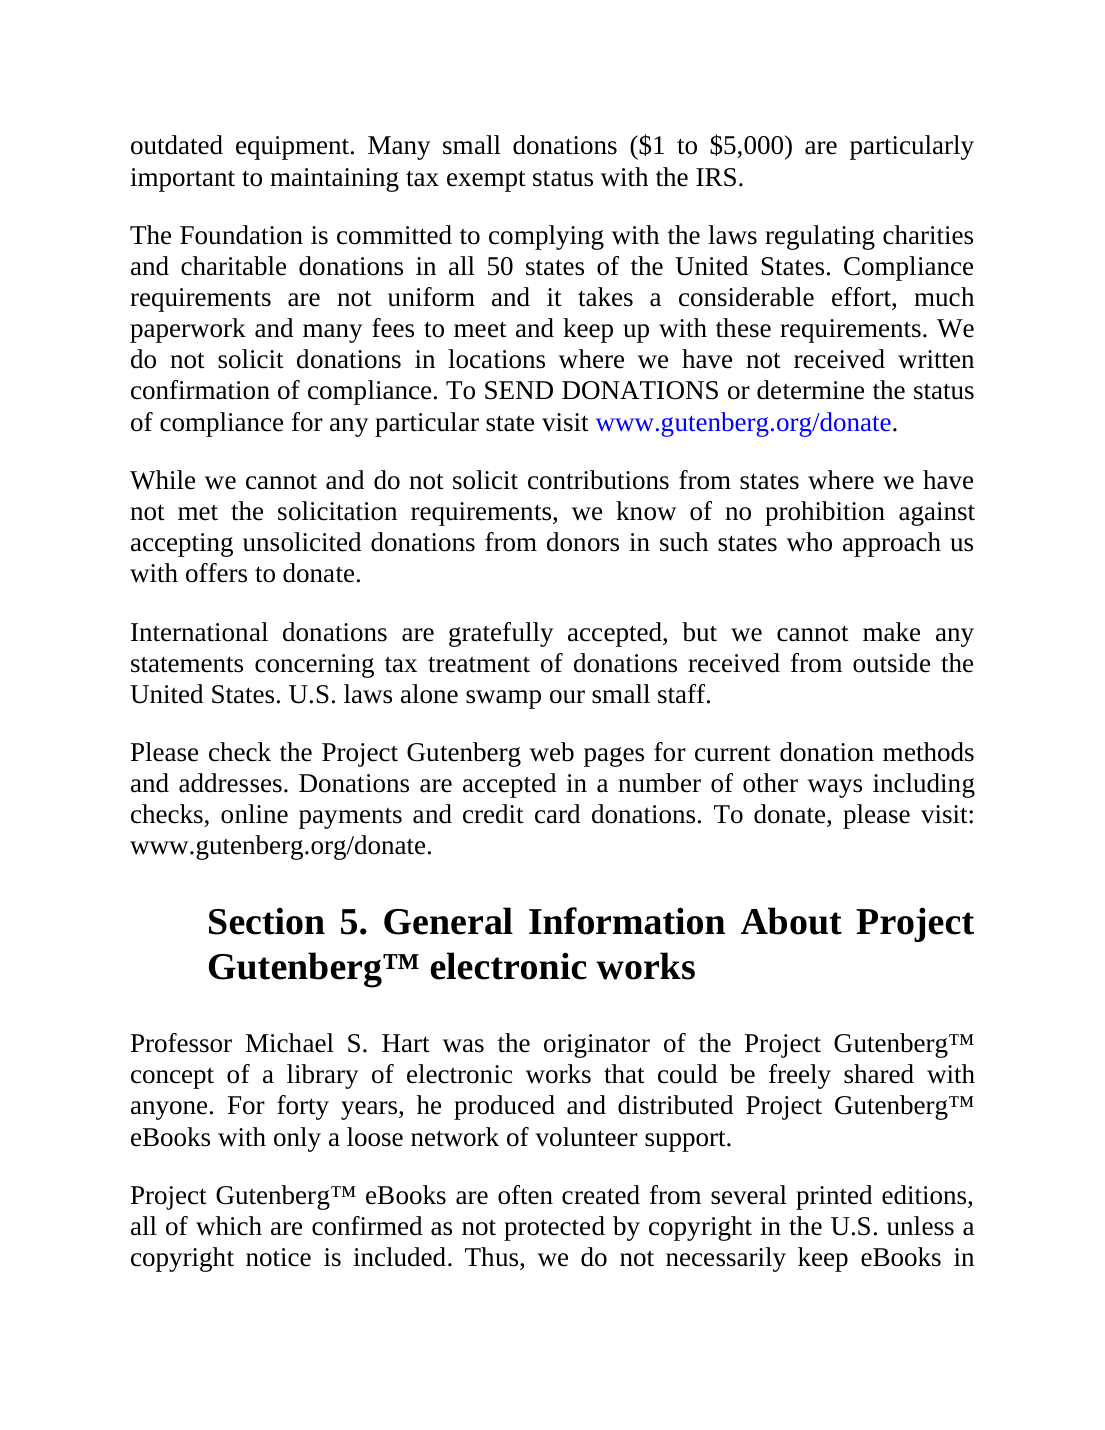 outdated equipment. Many small donations ($1 to $5,000) are particularly
important to maintaining tax exempt status with the IRS.
The Foundation is committed to complying with the laws regulating charities
and charitable donations in all 50 states of the United States. Compliance
requirements are not uniform and it takes a considerable effort, much
paperwork and many fees to meet and keep up with these requirements. We
do not solicit donations in locations where we have not received written
confirmation of compliance. To SEND DONATIONS or determine the status
of compliance for any particular state visit www.gutenberg.org/donate.
While we cannot and do not solicit contributions from states where we have
not met the solicitation requirements, we know of no prohibition against
accepting unsolicited donations from donors in such states who approach us
with offers to donate.
International donations are gratefully accepted, but we cannot make any
statements concerning tax treatment of donations received from outside the
United States. U.S. laws alone swamp our small staff.
Please check the Project Gutenberg web pages for current donation methods
and addresses. Donations are accepted in a number of other ways including
checks, online payments and credit card donations. To donate, please visit:
www.gutenberg.org/donate.
Section 5. General Information About Project
Gutenberg™ electronic works
Professor Michael S. Hart was the originator of the Project Gutenberg™
concept of a library of electronic works that could be freely shared with
anyone. For forty years, he produced and distributed Project Gutenberg™
eBooks with only a loose network of volunteer support.
Project Gutenberg™ eBooks are often created from several printed editions,
all of which are confirmed as not protected by copyright in the U.S. unless a
copyright notice is included. Thus, we do not necessarily keep eBooks in